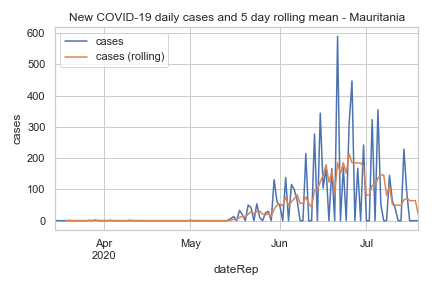 New COVID-19 daily cases and 5 day rolling mean - Mauritania
cases
cases (rolling)
600
500
400
300
200
100
0
cases
Apr
2020
May
Jun
Jul
dateRep